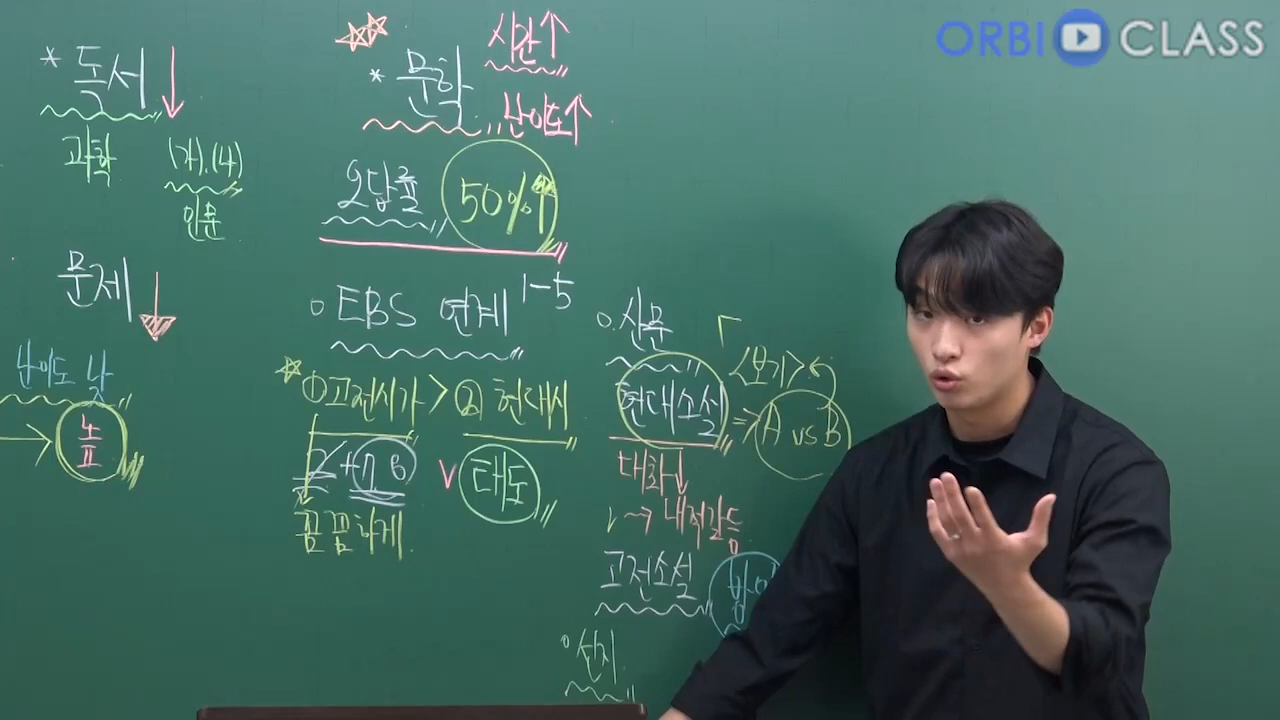 ORBI CLASS
* 독서 ↓
과학 (가).(나)
인문
문제 ↓
난이도 낮
→
* 문학 시간↑
난이도↑
오답률 50%↑
EBS 연계 1-5
① 고전시가 > ② 현대시
꼼꼼하게
V 태도
산문
현대소설 => <보기>
A vs B
대화↓
내적갈등
고전소설
선지